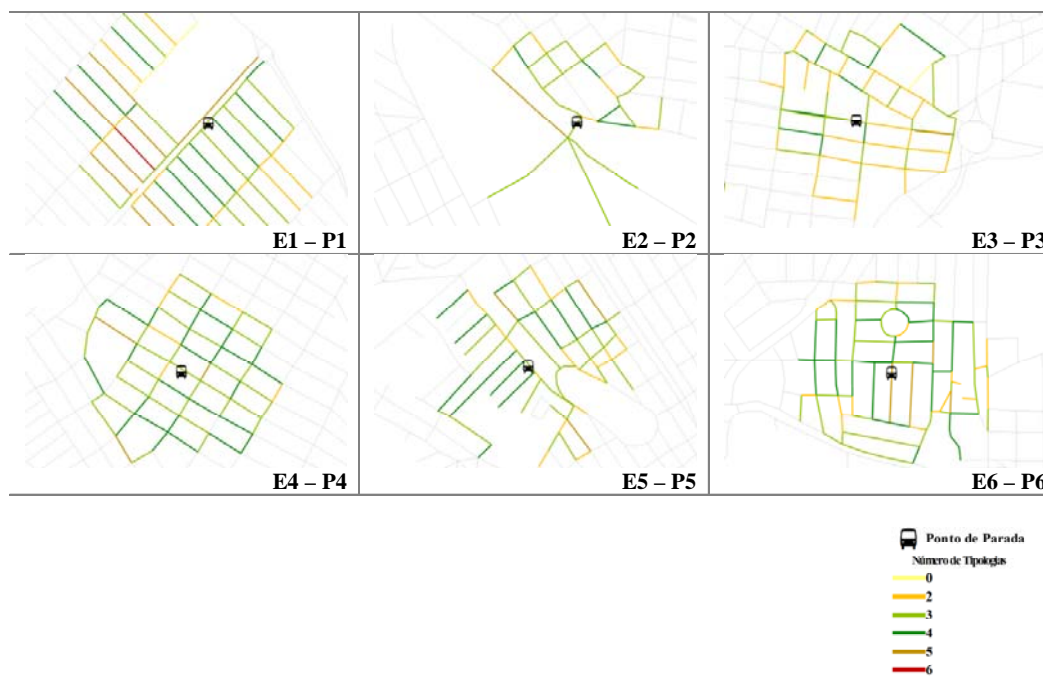 E1 – P1
E2 – P2
E3 – P3
E4 – P4
E5 – P5
E6 – P6
Ponto de Parada
Número de Tipologias
0
2
3
4
5
6